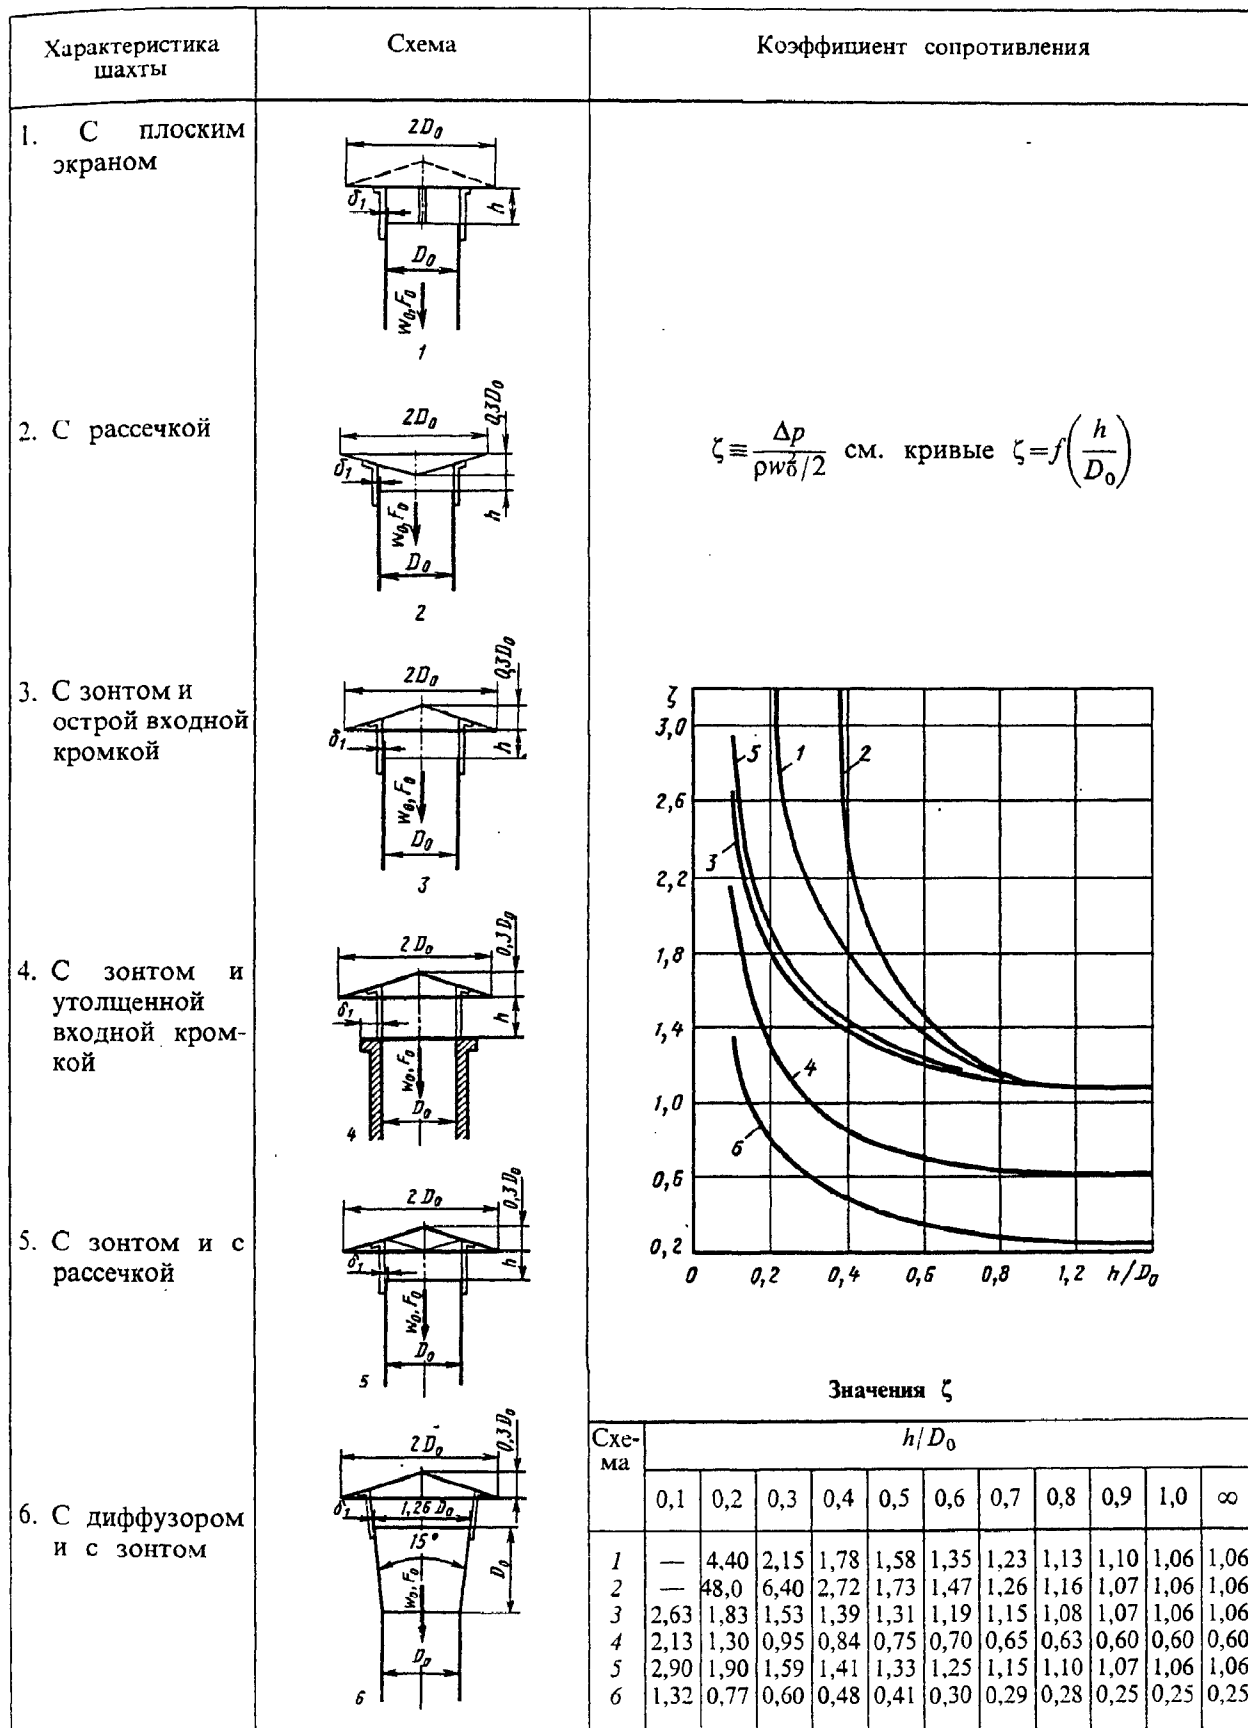 Характеристика
шахты
Схема
Коэффициент сопротивления
1. С плоским
экраном
2D₀
δ₁
h
D₀
w₀, F₀
1
2. С рассечкой
2D₀
0,3D₀
δ₁
h
w₀, F₀
D₀
2
ζ ≡ Δp / (ρw₀²/2) см. кривые ζ=f(h/D₀)
3. С зонтом и
острой входной
кромкой
2D₀
0,3D₀
δ₁
h
w₀, F₀
D₀
3
4. С зонтом и
утолщенной
входной кром-
кой
2D₀
0,3D₀
δ₁
h
w₀, F₀
D₀
4
5. С зонтом и с
рассечкой
2D₀
0,3D₀
δ₁
h
w₀, F₀
D₀
5
6. С диффузором
и с зонтом
2D₀
0,3D₀
δ₁
1,26 D₀
15°
D₀
w₀, F₀
D₀
6
ζ
3,0
2,6
2,2
1,8
1,4
1,0
0,6
0,2
5
1
2
3
4
6
0 0,2 0,4 0,6 0,8 1,2 h/D₀
Значения ζ
Схе-
ма
h/D₀
0,1 0,2 0,3 0,4 0,5 0,6 0,7 0,8 0,9 1,0 ∞
1 — 4,40 2,15 1,78 1,58 1,35 1,23 1,13 1,10 1,06 1,06
2 — 48,0 6,40 2,72 1,73 1,47 1,26 1,16 1,07 1,06 1,06
3 2,63 1,83 1,53 1,39 1,31 1,19 1,15 1,08 1,07 1,06 1,06
4 2,13 1,30 0,95 0,84 0,75 0,70 0,65 0,63 0,60 0,60 0,60
5 2,90 1,90 1,59 1,41 1,33 1,25 1,15 1,10 1,07 1,06 1,06
6 1,32 0,77 0,60 0,48 0,41 0,30 0,29 0,28 0,25 0,25 0,25